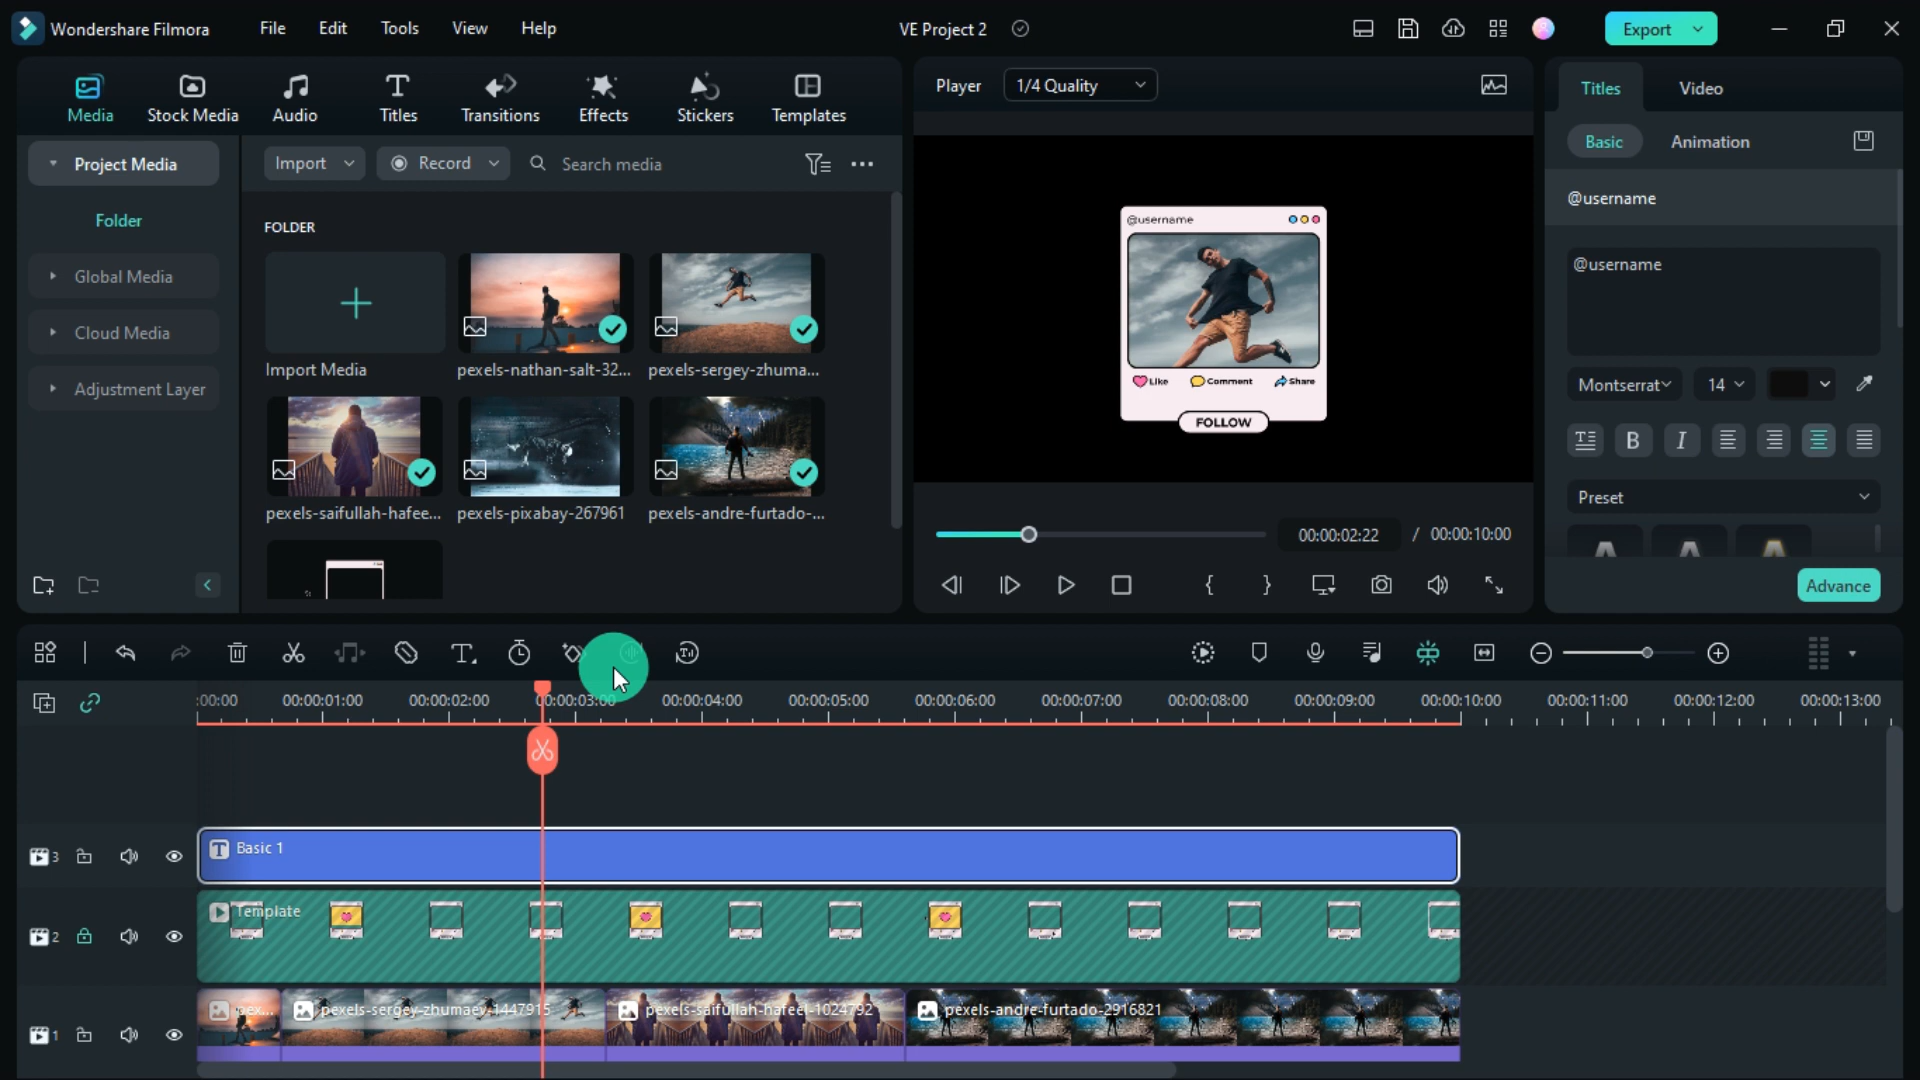 Wondershare Filmora
File
Edit
Tools
View
Help
VE Project 2
Export
Media
Stock Media
Audio
Titles
Transitions
Effects
Stickers
Templates
Player
1/4 Quality
Titles
Video
Project Media
Import
Record
Search media
Basic
Animation
Folder
FOLDER
@username
Global Media
@username
Cloud Media
@username
Import Media
pexels-nathan-salt-32...
pexels-sergey-zhuma...
Adjustment Layer
Like
Comment
Share
Montserrat
14
FOLLOW
B
I
Preset
pexels-saifullah-hafee...
pexels-pixabay-267961
pexels-andre-furtado-...
00:00:02:22
/
00:00:10:00
A
A
A
{
}
Advance
:00:00
00:00:01:00
00:00:02:00
00:00:03:00
00:00:04:00
00:00:05:00
00:00:06:00
00:00:07:00
00:00:08:00
00:00:09:00
00:00:10:00
00:00:11:00
00:00:12:00
00:00:13:00
3
T
Basic 1
2
Template
1
pex...
pexels-sergey-zhumaev-1447915
pexels-saifullah-hafeel-1024792
pexels-andre-furtado-2916821